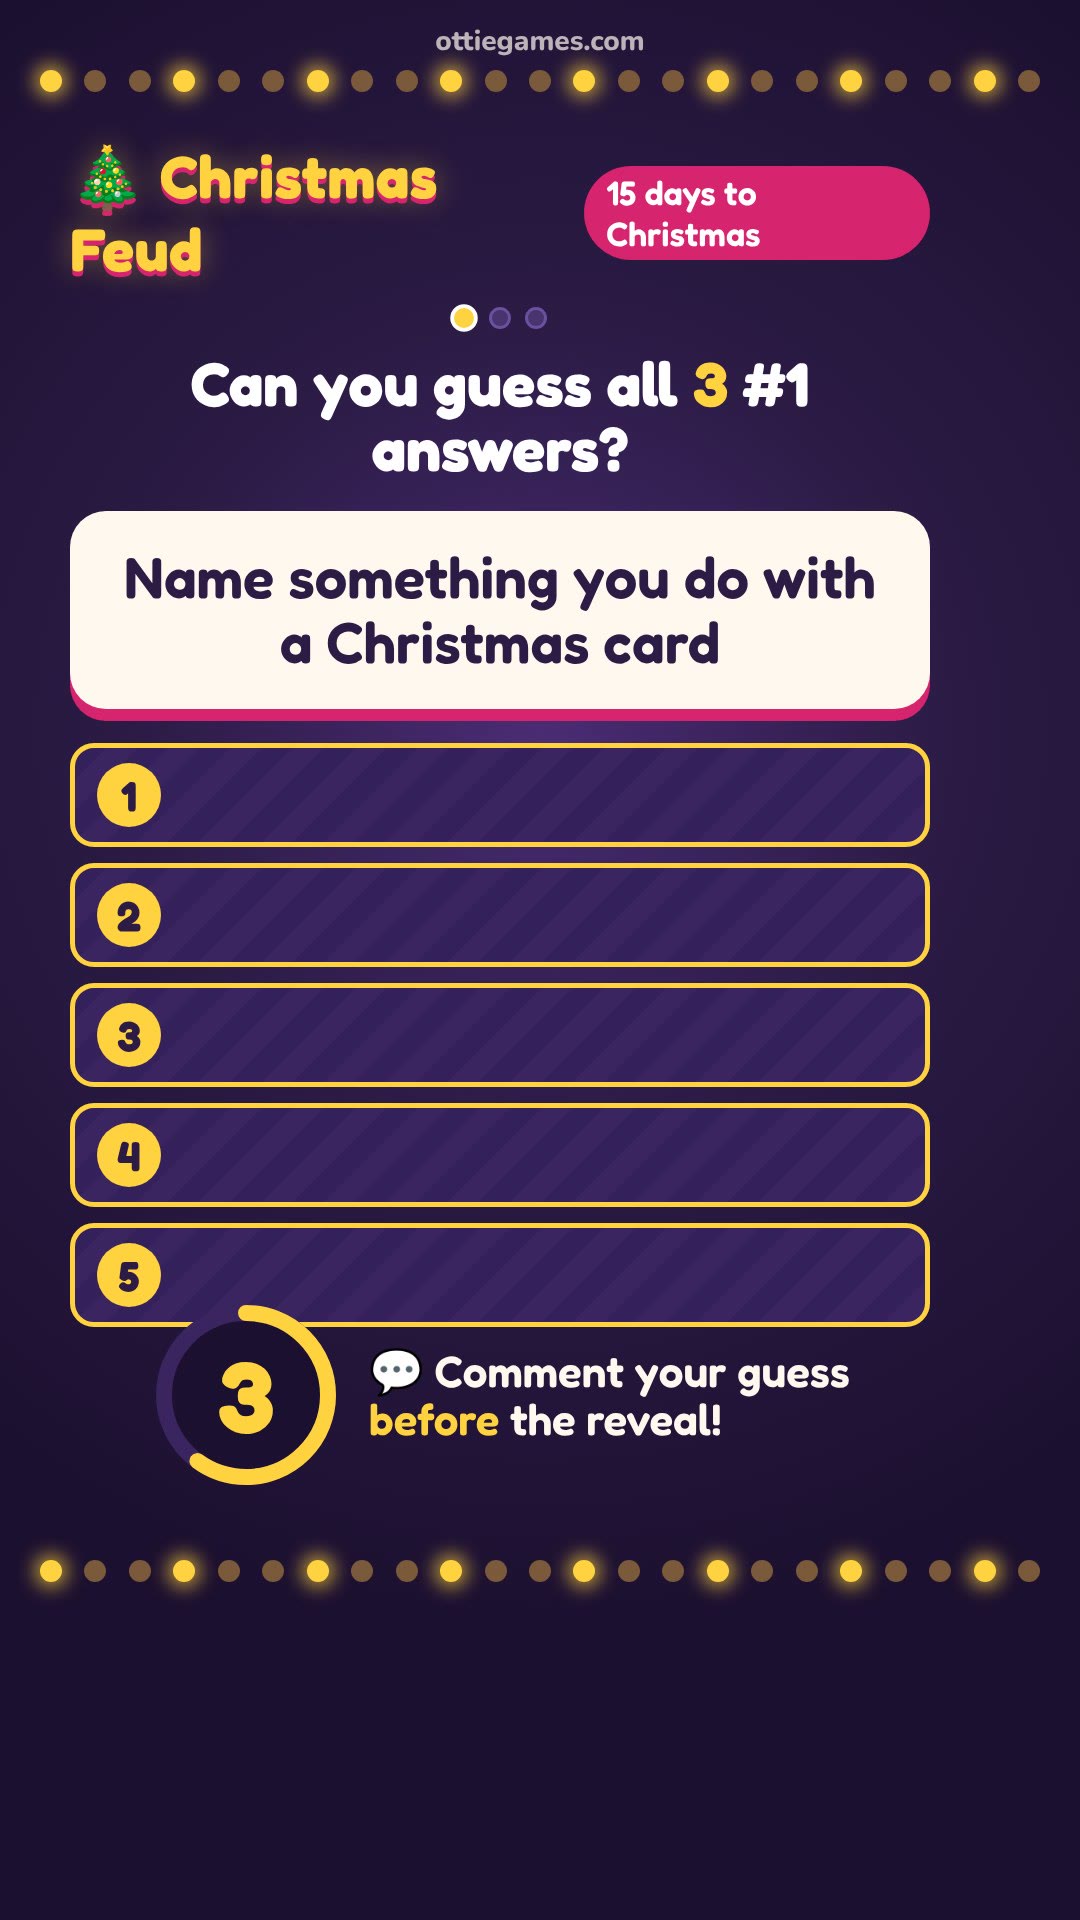 ottiegames.com
🎄 Christmas
Feud
15 days to
Christmas
Can you guess all 3 #1
answers?
Name something you do with
a Christmas card
1
2
3
4
5
3
💬 Comment your guess
before the reveal!